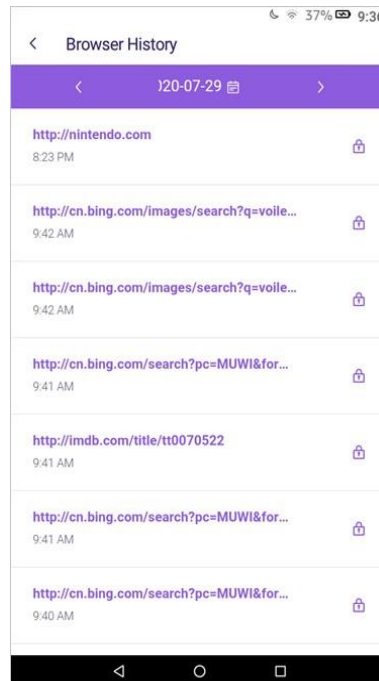 37% 9:36
Browser History
020-07-29
http://nintendo.com
8:23 PM
http://cn.bing.com/images/search?q=voile...
9:42 AM
http://cn.bing.com/images/search?q=voile...
9:42 AM
http://cn.bing.com/search?pc=MUWI&for...
9:41 AM
http://imdb.com/title/tt0070522
9:41 AM
http://cn.bing.com/search?pc=MUWI&for...
9:41 AM
http://cn.bing.com/search?pc=MUWI&for...
9:40 AM